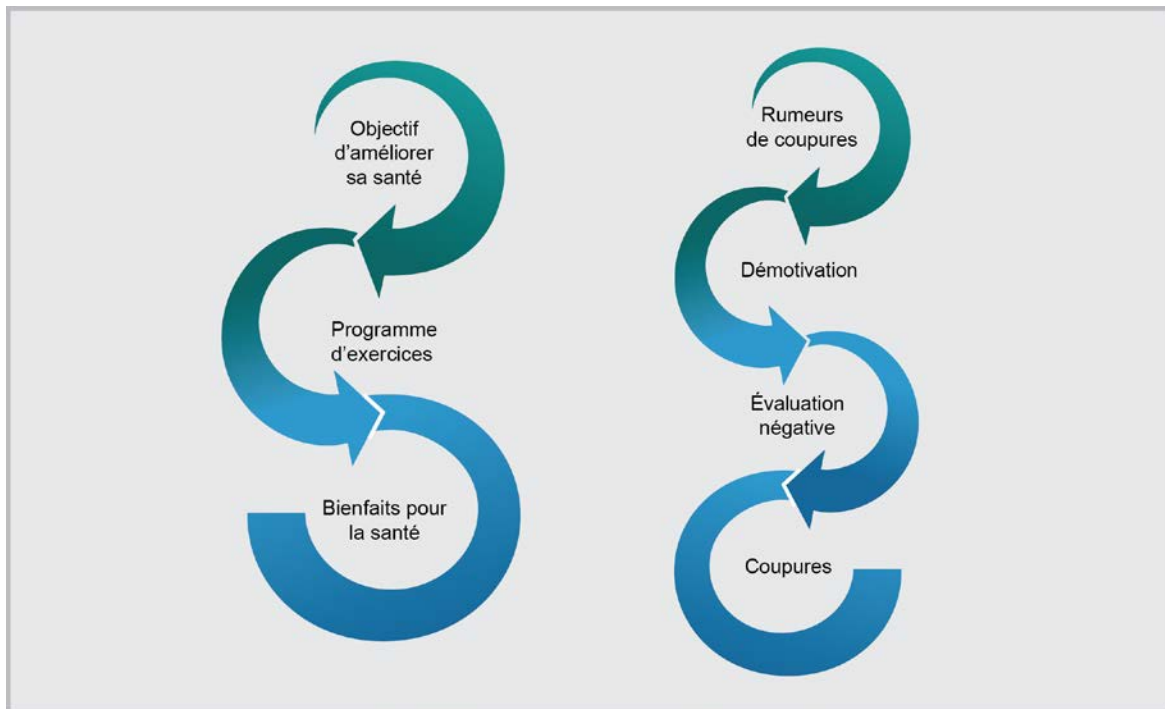 Objectif
d'améliorer
sa santé
Programme
d'exercices
Bienfaits pour
la santé
Rumeurs
de coupures
Démotivation
Évaluation
négative
Coupures